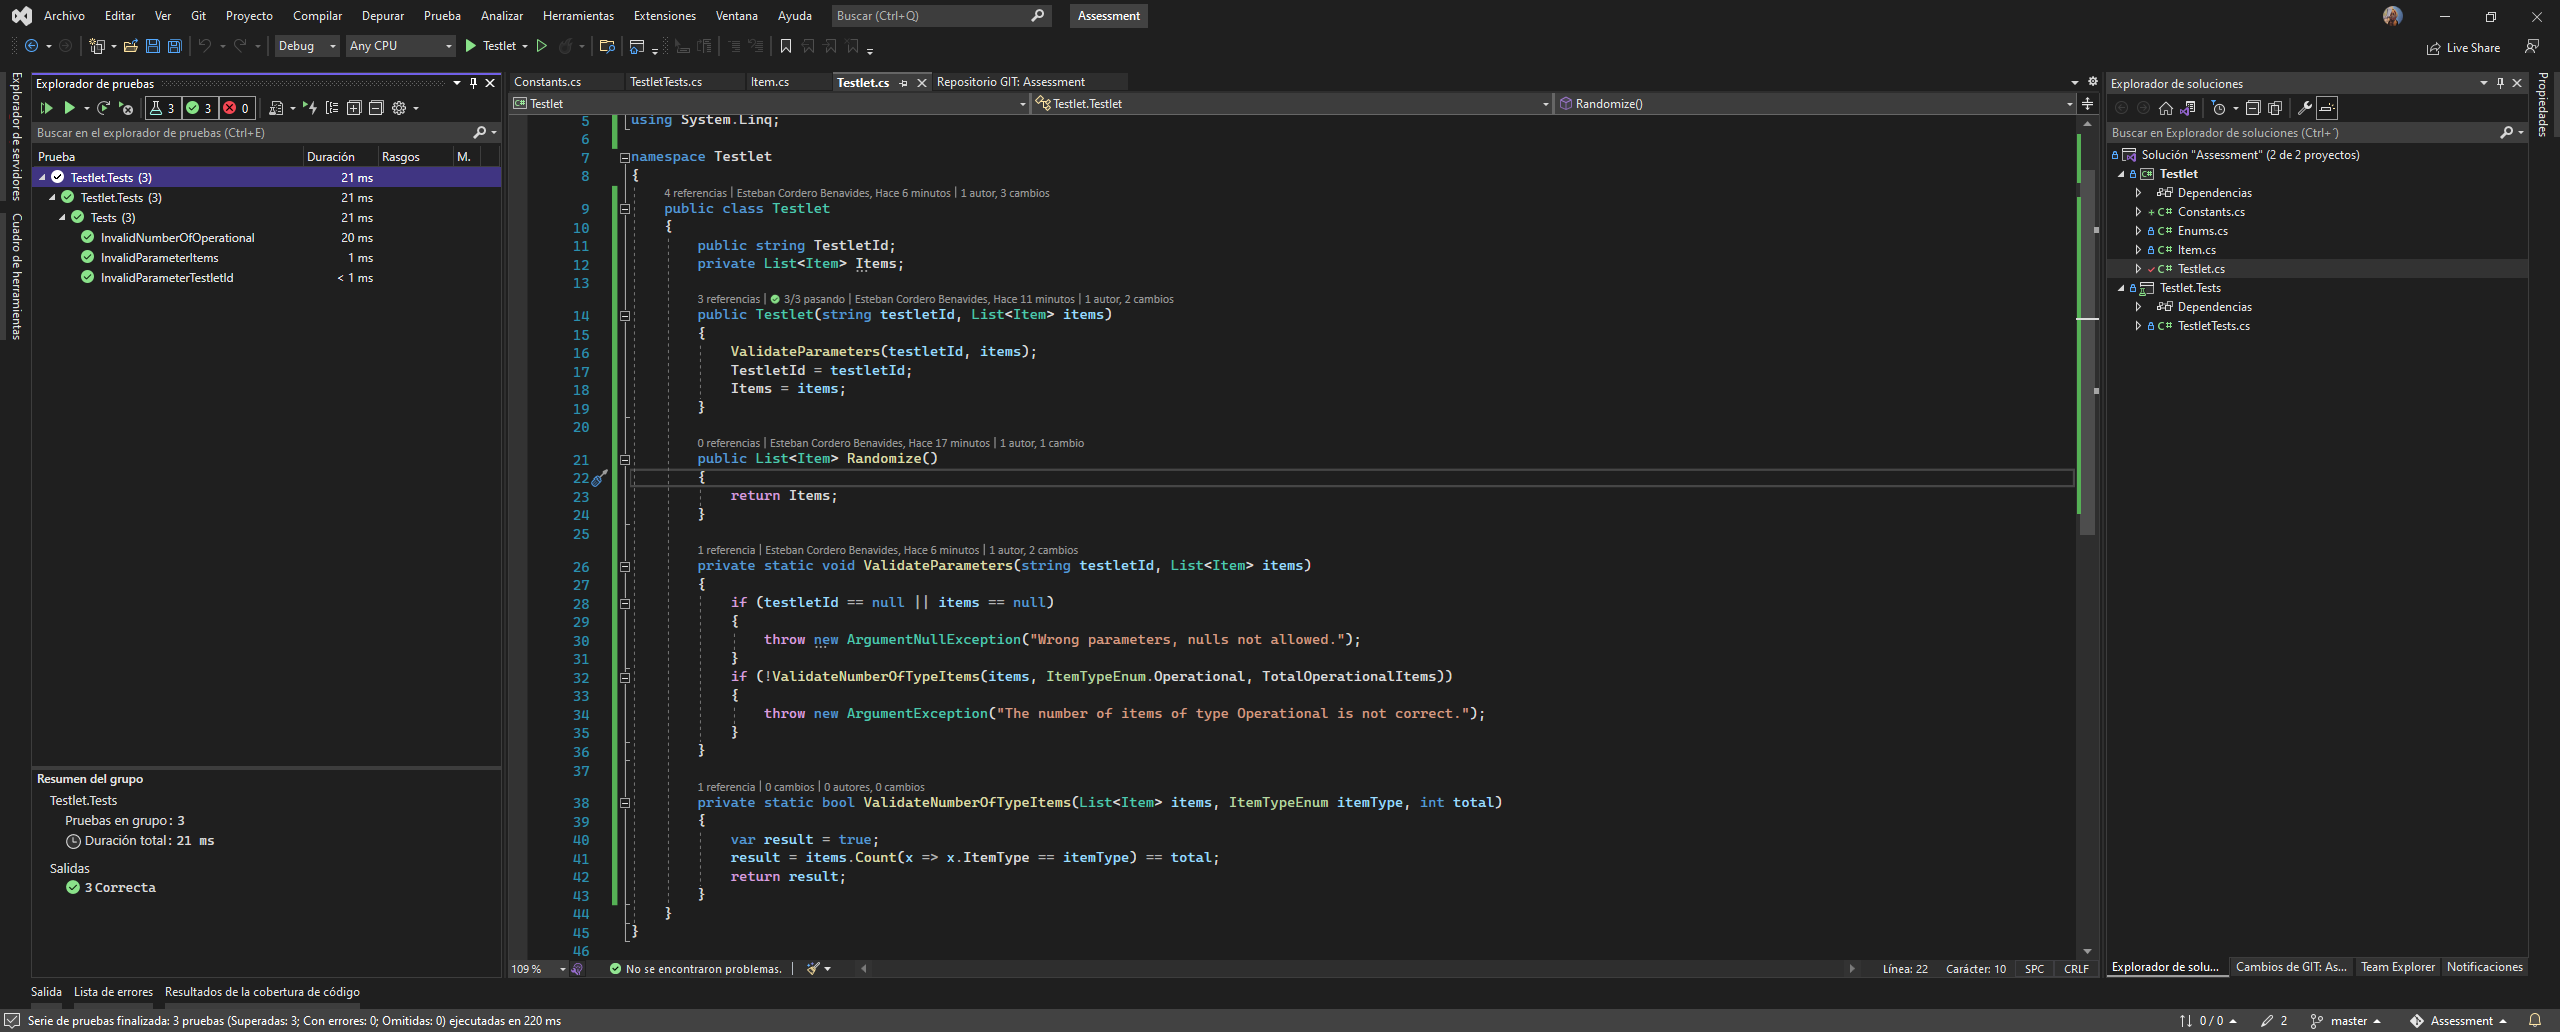 Archivo Editar Ver Git Proyecto Compilar Depurar Prueba Analizar Herramientas Extensiones Ventana Ayuda Buscar (Ctrl+Q) Assessment
Debug Any CPU Testlet Live Share
Explorador de servidores
Cuadro de herramientas
Explorador de pruebas
3 3 0
Buscar en el explorador de pruebas (Ctrl+E)
Prueba Duración Rasgos M.
Testlet.Tests (3) 21 ms
Testlet.Tests (3) 21 ms
Tests (3) 21 ms
InvalidNumberOfOperational 20 ms
InvalidParameterItems 1 ms
InvalidParameterTestletId < 1 ms
Resumen del grupo
Testlet.Tests
Pruebas en grupo: 3
Duración total: 21 ms
Salidas
3 Correcta
Constants.cs TestletTests.cs Item.cs Testlet.cs Repositorio GIT: Assessment
Testlet Testlet.Testlet Randomize()
5 using System.Linq;
6
7 namespace Testlet
8 {
4 referencias | Esteban Cordero Benavides, Hace 6 minutos | 1 autor, 3 cambios
9 public class Testlet
10 {
11 public string TestletId;
12 private List<Item> Items;
13
3 referencias | 3/3 pasando | Esteban Cordero Benavides, Hace 11 minutos | 1 autor, 2 cambios
14 public Testlet(string testletId, List<Item> items)
15 {
16 ValidateParameters(testletId, items);
17 TestletId = testletId;
18 Items = items;
19 }
20
0 referencias | Esteban Cordero Benavides, Hace 17 minutos | 1 autor, 1 cambio
21 public List<Item> Randomize()
22 {
23 return Items;
24 }
25
1 referencia | Esteban Cordero Benavides, Hace 6 minutos | 1 autor, 2 cambios
26 private static void ValidateParameters(string testletId, List<Item> items)
27 {
28 if (testletId == null || items == null)
29 {
30 throw new ArgumentNullException("Wrong parameters, nulls not allowed.");
31 }
32 if (!ValidateNumberOfTypeItems(items, ItemTypeEnum.Operational, TotalOperationalItems))
33 {
34 throw new ArgumentException("The number of items of type Operational is not correct.");
35 }
36 }
37
1 referencia | 0 cambios | 0 autores, 0 cambios
38 private static bool ValidateNumberOfTypeItems(List<Item> items, ItemTypeEnum itemType, int total)
39 {
40 var result = true;
41 result = items.Count(x => x.ItemType == itemType) == total;
42 return result;
43 }
44 }
45 }
46
109 % No se encontraron problemas. Línea: 22 Carácter: 10 SPC CRLF
Explorador de soluciones
Buscar en Explorador de soluciones (Ctrl+´)
Solución "Assessment" (2 de 2 proyectos)
Testlet
Dependencias
Constants.cs
Enums.cs
Item.cs
Testlet.cs
Testlet.Tests
Dependencias
TestletTests.cs
Explorador de solu... Cambios de GIT: As... Team Explorer Notificaciones
Propiedades
Salida Lista de errores Resultados de la cobertura de código
Serie de pruebas finalizada: 3 pruebas (Superadas: 3; Con errores: 0; Omitidas: 0) ejecutadas en 220 ms 0 / 0 2 master Assessment